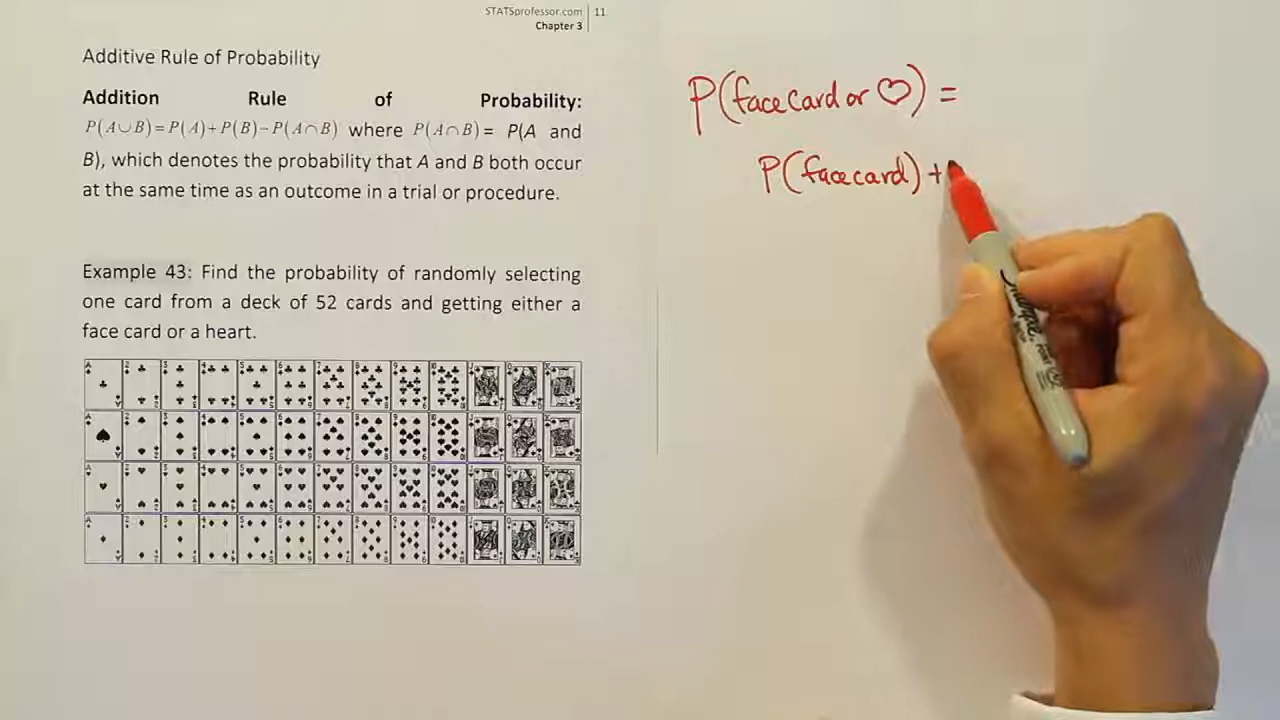 STATSprofessor.com | 11
Chapter 3
Additive Rule of Probability
Addition Rule of Probability:
P(A∪B)=P(A)+P(B)−P(A∩B) where P(A∩B)= P(A and
B), which denotes the probability that A and B both occur
at the same time as an outcome in a trial or procedure.
Example 43: Find the probability of randomly selecting
one card from a deck of 52 cards and getting either a
face card or a heart.
P(face card or ♡) =
P(face card) +